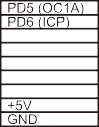 PD5 (OC1A)
PD6 (ICP)
+5V
GND